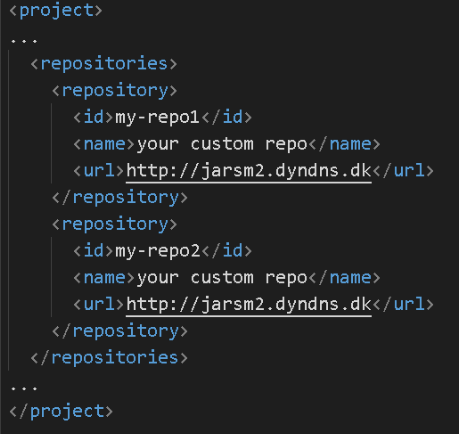 <project>
...
<repositories>
<repository>
<id>my-repo1</id>
<name>your custom repo</name>
<url>http://jarsm2.dyndns.dk</url>
</repository>
<repository>
<id>my-repo2</id>
<name>your custom repo</name>
<url>http://jarsm2.dyndns.dk</url>
</repository>
</repositories>
...
</project>